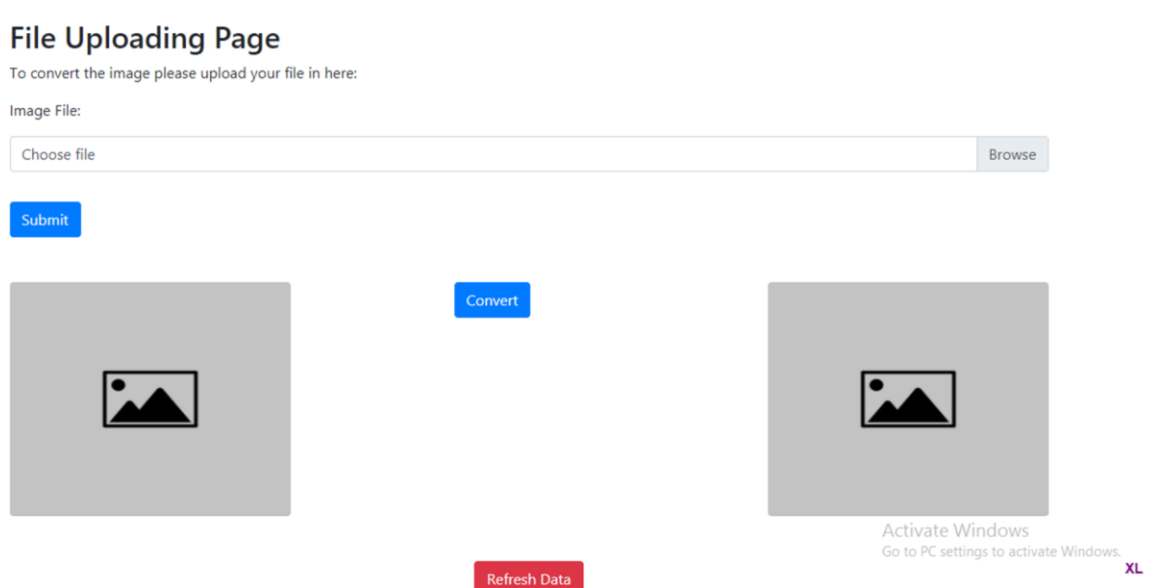 File Uploading Page
To convert the image please upload your file in here:
Image File:
Choose file Browse
Submit
Convert
Activate Windows
Go to PC settings to activate Windows.
XL
Refresh Data